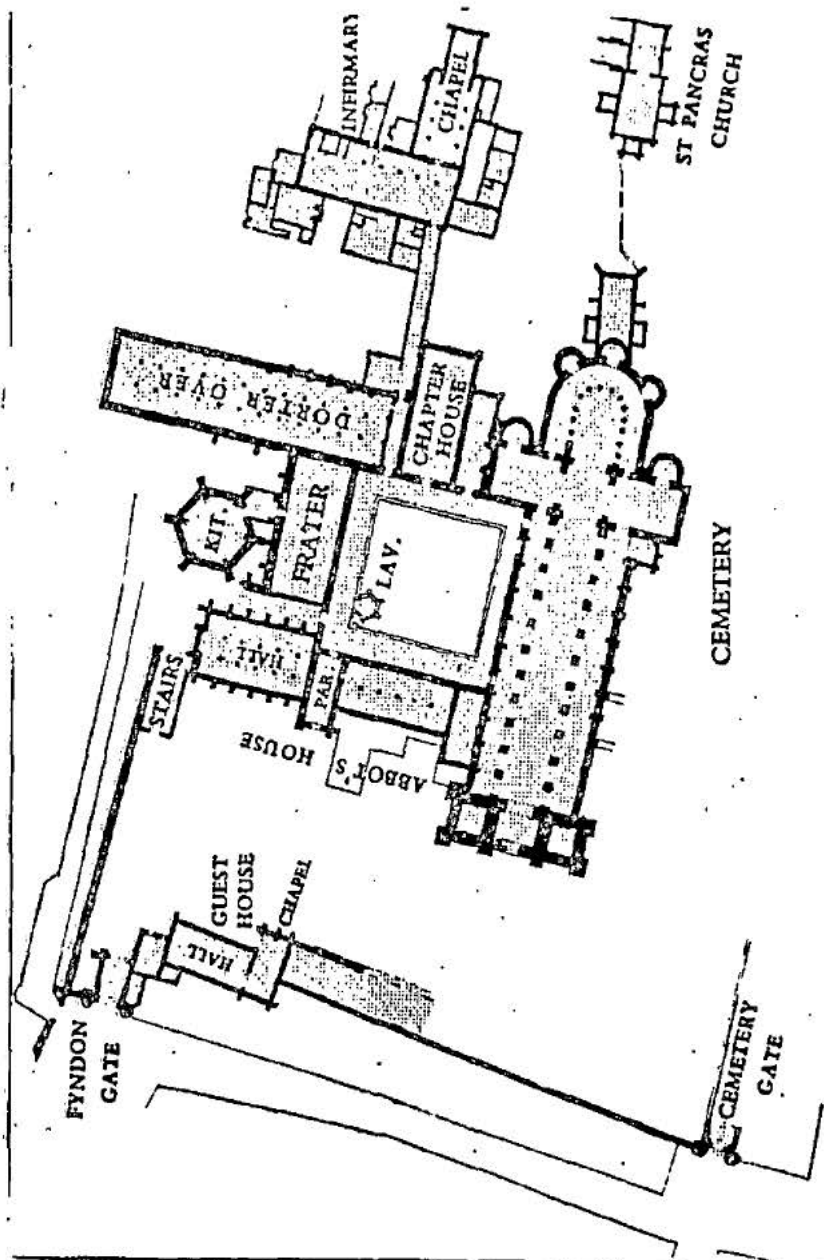 INFIRMARY
CHAPEL
ST PANCRAS
CHURCH
DORTER OVER
CHAPTER
HOUSE
KIT.
FRATER
LAV.
CEMETERY
STAIRS
HALL
PAR.
ABBOT'S
HOUSE
GUEST
HOUSE
CHAPEL
HALL
FYNDON
GATE
CEMETERY
GATE